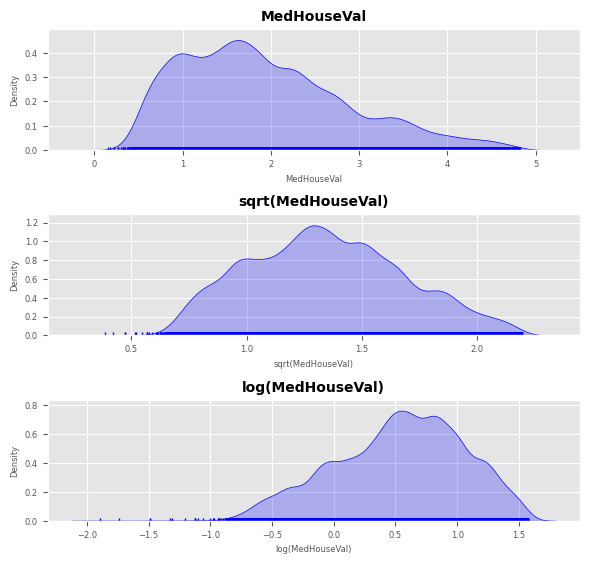 MedHouseVal
0.4
0.3
0.2
0.1
0.0
Density
0 1 2 3 4 5
MedHouseVal
sqrt(MedHouseVal)
1.2
1.0
0.8
0.6
0.4
0.2
0.0
Density
0.5 1.0 1.5 2.0
sqrt(MedHouseVal)
log(MedHouseVal)
0.8
0.6
0.4
0.2
0.0
Density
−2.0 −1.5 −1.0 −0.5 0.0 0.5 1.0 1.5
log(MedHouseVal)